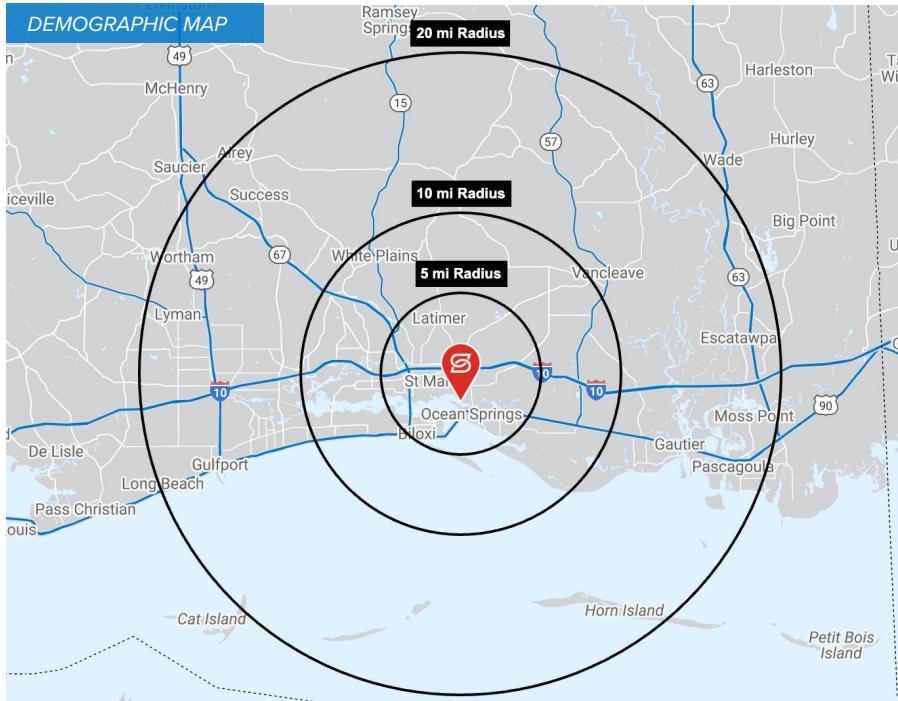 DEMOGRAPHIC MAP
Perkinston
Ramsey
Springs
20 mi Radius
49
McHenry
63
Harleston
15
57
Hurley
Airey
Saucier
Wade
Success
10 mi Radius
iceville
Big Point
67
White Plains
Wortham
5 mi Radius
Vancleave
49
63
Lyman
Latimer
Escatawpa
St Mar
10
10
10
Ocean Springs
90
Moss Point
Biloxi
De Lisle
Gautier
Gulfport
Pascagoula
Long Beach
Pass Christian
ouis
Cat Island
Horn Island
Petit Bois
Island